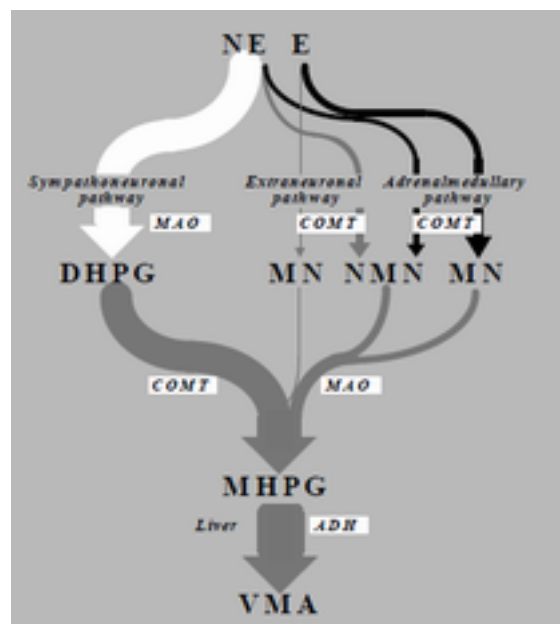 NE E
Sympathoneuronal pathway
Extraneuronal pathway
Adrenalmedullary pathway
MAO
COMT
COMT
DHPG
MN
NMN
MN
COMT
MAO
MHPG
Liver
ADH
VMA